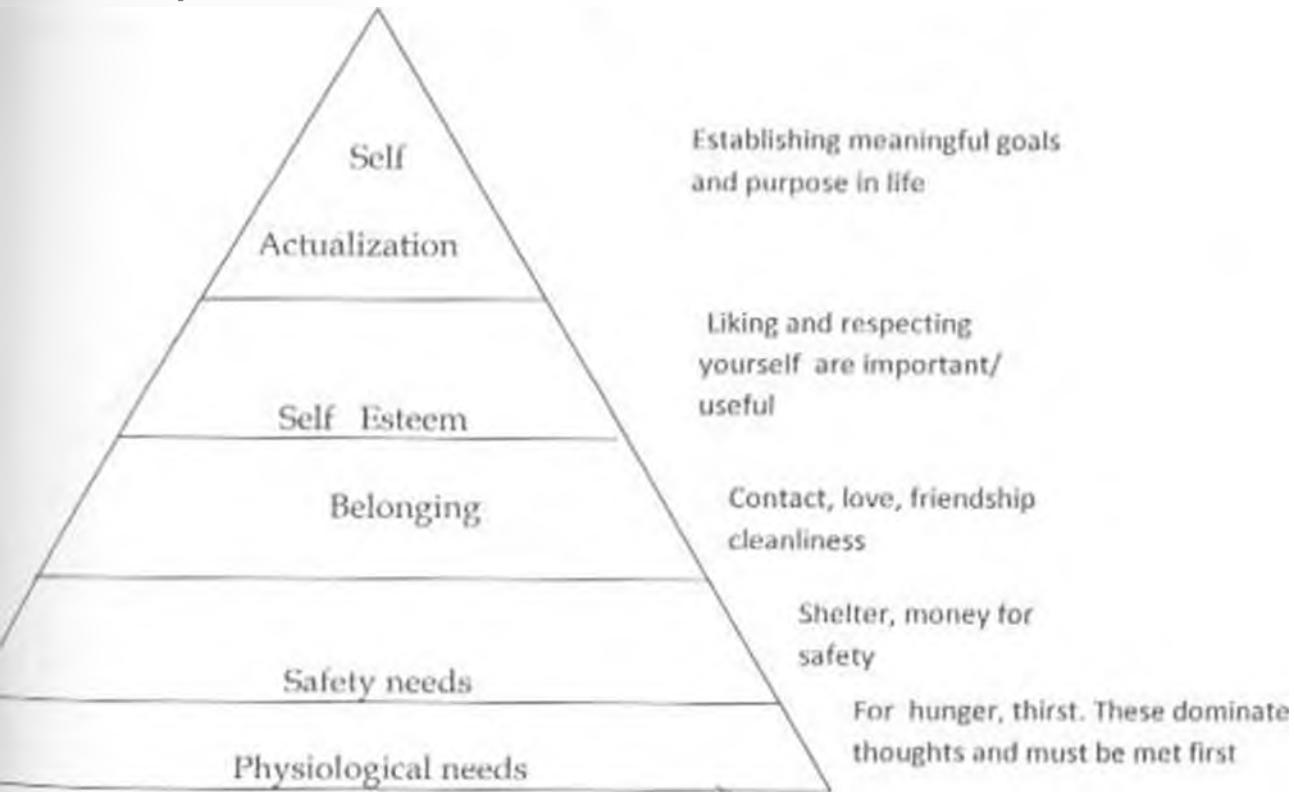 Self
Actualization
Establishing meaningful goals
and purpose in life
Self Esteem
Liking and respecting
yourself are important/
useful
Belonging
Contact, love, friendship
cleanliness
Safety needs
Shelter, money for
safety
Physiological needs
For hunger, thirst. These dominate
thoughts and must be met first